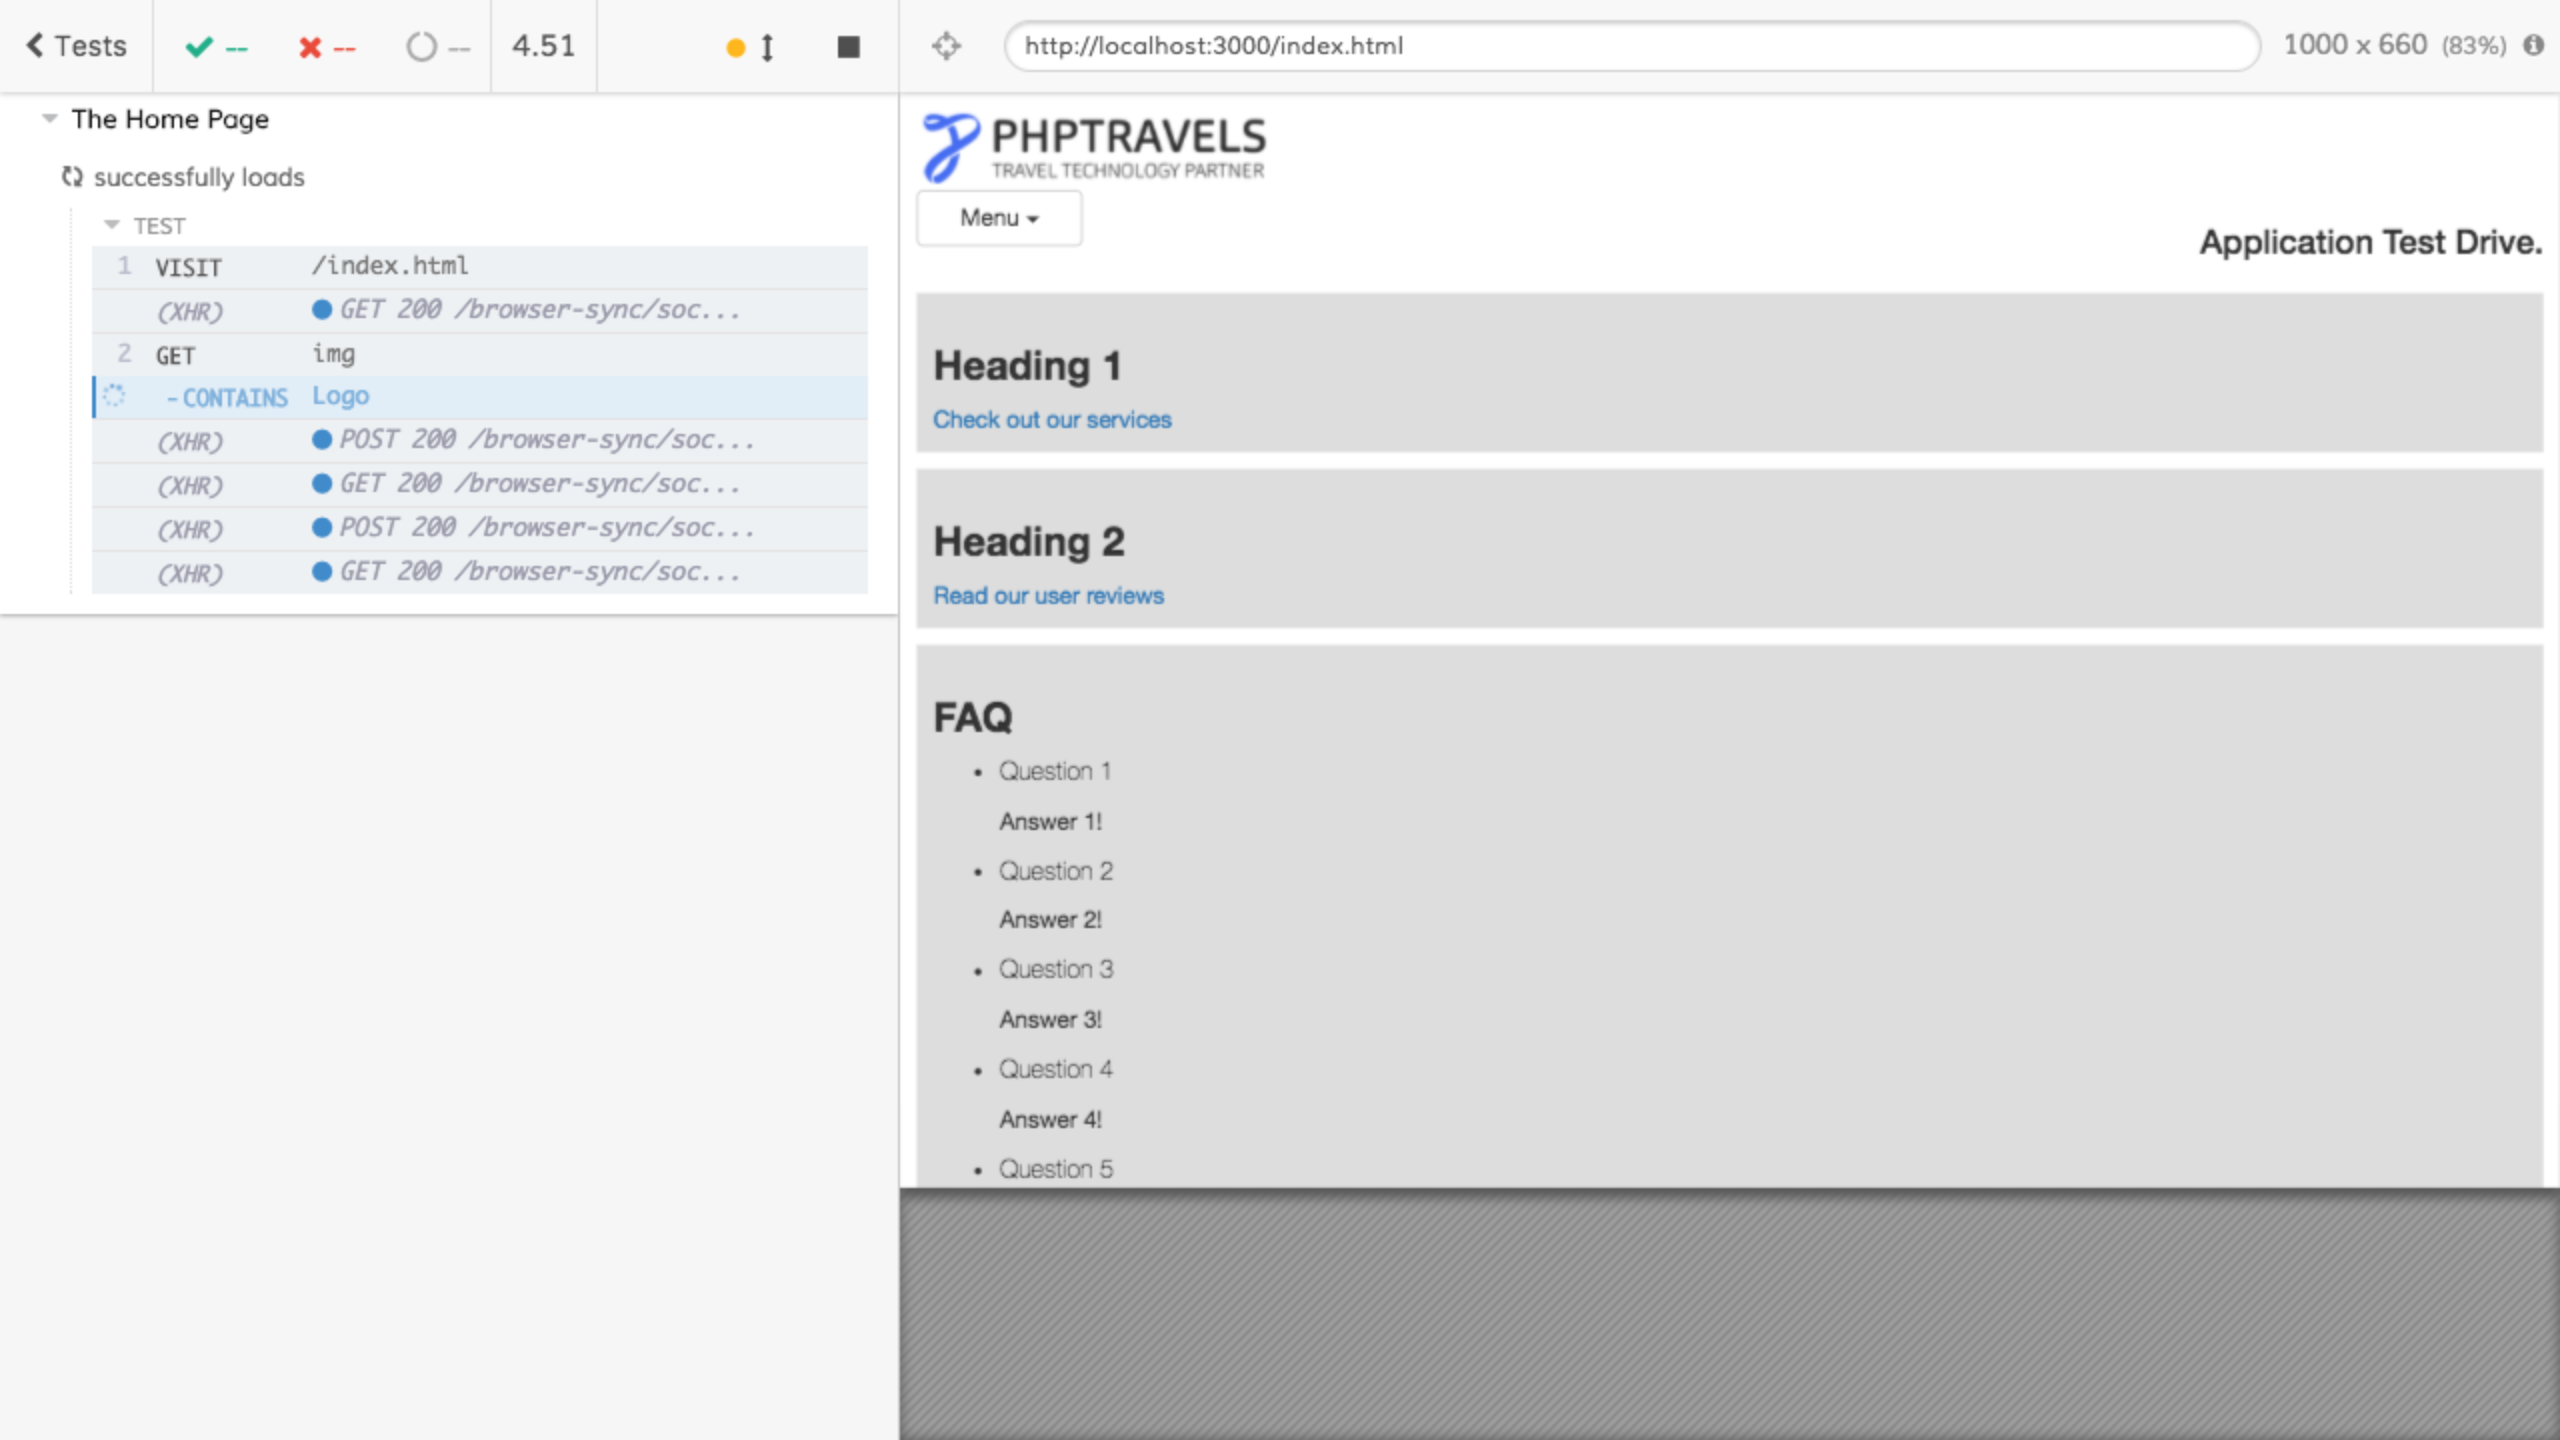 Tests -- -- -- 4.51
The Home Page
successfully loads
TEST
1 VISIT /index.html
(XHR) GET 200 /browser-sync/soc...
2 GET img
-CONTAINS Logo
(XHR) POST 200 /browser-sync/soc...
(XHR) GET 200 /browser-sync/soc...
(XHR) POST 200 /browser-sync/soc...
(XHR) GET 200 /browser-sync/soc...
http://localhost:3000/index.html 1000 x 660 (83%)
PHPTRAVELS
TRAVEL TECHNOLOGY PARTNER
Menu
Application Test Drive.
Heading 1
Check out our services
Heading 2
Read our user reviews
FAQ
• Question 1
Answer 1!
• Question 2
Answer 2!
• Question 3
Answer 3!
• Question 4
Answer 4!
• Question 5